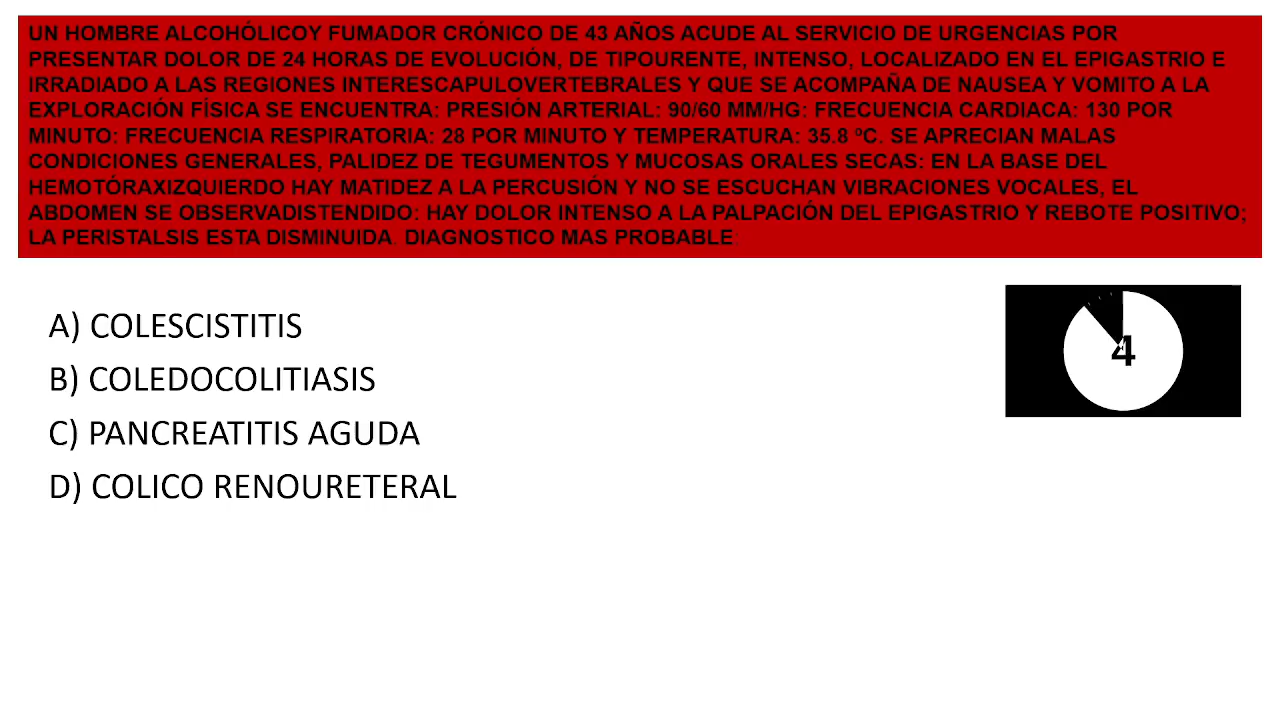 UN HOMBRE ALCOHÓLICOY FUMADOR CRÓNICO DE 43 AÑOS ACUDE AL SERVICIO DE URGENCIAS POR
PRESENTAR DOLOR DE 24 HORAS DE EVOLUCIÓN, DE TIPOURENTE, INTENSO, LOCALIZADO EN EL EPIGASTRIO E
IRRADIADO A LAS REGIONES INTERESCAPULOVERTEBRALES Y QUE SE ACOMPAÑA DE NAUSEA Y VOMITO A LA
EXPLORACIÓN FÍSICA SE ENCUENTRA: PRESIÓN ARTERIAL: 90/60 MM/HG: FRECUENCIA CARDIACA: 130 POR
MINUTO: FRECUENCIA RESPIRATORIA: 28 POR MINUTO Y TEMPERATURA: 35.8 ºC. SE APRECIAN MALAS
CONDICIONES GENERALES, PALIDEZ DE TEGUMENTOS Y MUCOSAS ORALES SECAS: EN LA BASE DEL
HEMOTÓRAXIZQUIERDO HAY MATIDEZ A LA PERCUSIÓN Y NO SE ESCUCHAN VIBRACIONES VOCALES, EL
ABDOMEN SE OBSERVADISTENDIDO: HAY DOLOR INTENSO A LA PALPACIÓN DEL EPIGASTRIO Y REBOTE POSITIVO;
LA PERISTALSIS ESTA DISMINUIDA. DIAGNOSTICO MAS PROBABLE:
A) COLESCISTITIS
4
B) COLEDOCOLITIASIS
C) PANCREATITIS AGUDA
D) COLICO RENOURETERAL